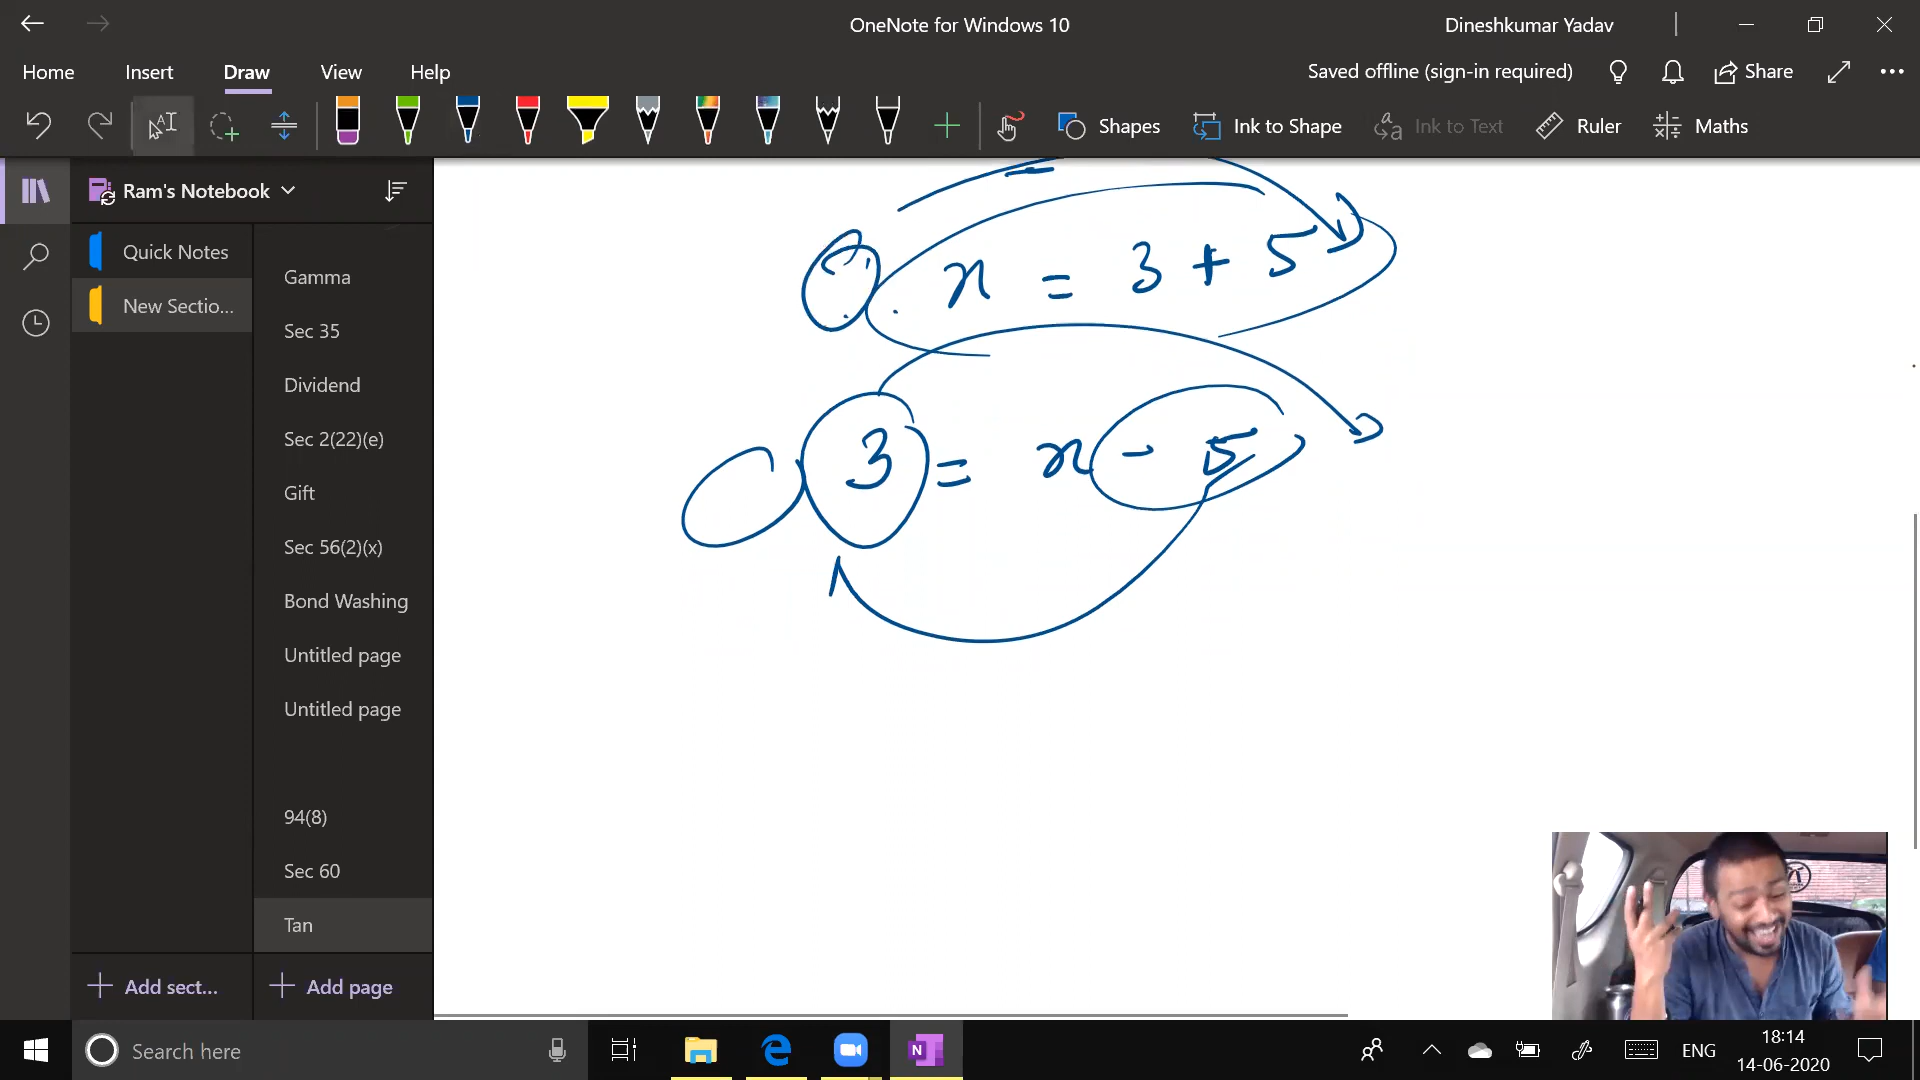 OneNote for Windows 10
Dineshkumar Yadav
Home Insert Draw View Help
Saved offline (sign-in required)
Share
Shapes
Ink to Shape
Ink to Text
Ruler
Maths
Ram's Notebook
Quick Notes
New Sectio...
Gamma
Sec 35
Dividend
Sec 2(22)(e)
Gift
Sec 56(2)(x)
Bond Washing
Untitled page
Untitled page
94(8)
Sec 60
Tan
Add sect...
Add page
x = 3 + 5
3 = x - 5
Search here
ENG
18:14
14-06-2020